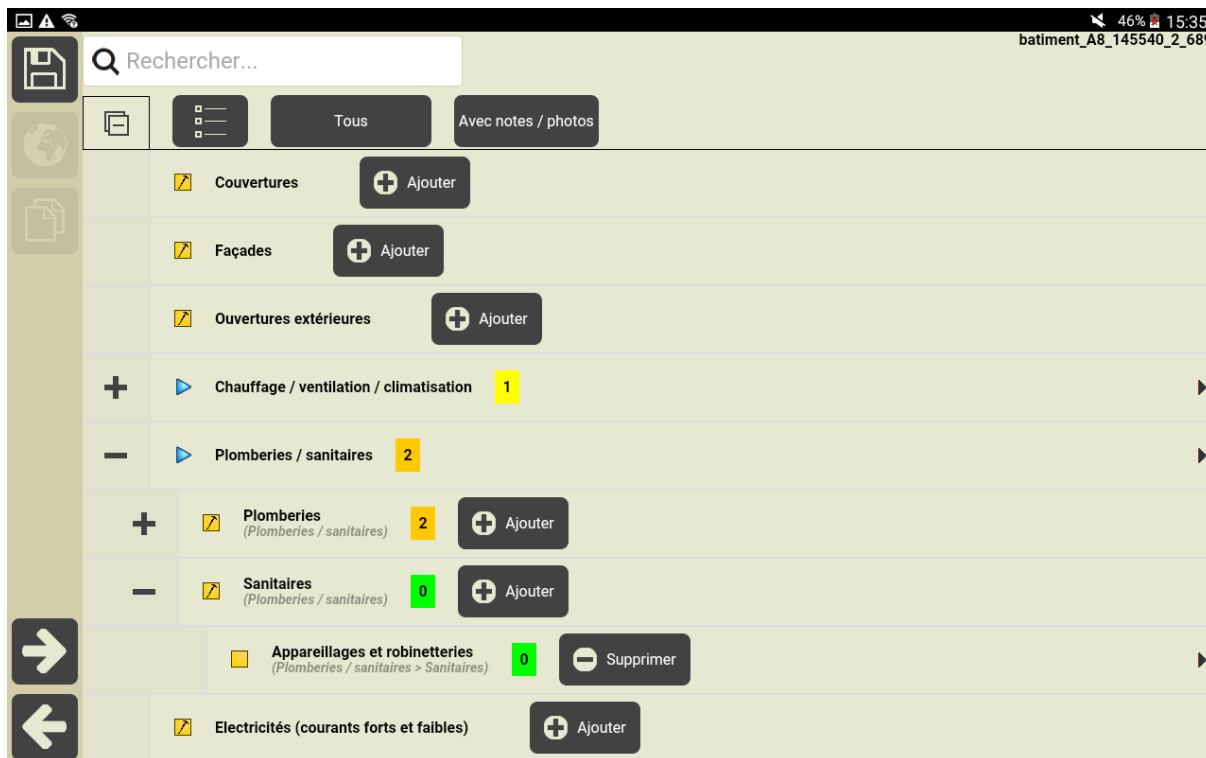 46% 15:35
batiment_A8_145540_2_689
Rechercher...
Tous
Avec notes / photos
Couvertures Ajouter
Façades Ajouter
Ouvertures extérieures Ajouter
Chauffage / ventilation / climatisation 1
Plomberies / sanitaires 2
Plomberies 2 Ajouter
(Plomberies / sanitaires)
Sanitaires 0 Ajouter
(Plomberies / sanitaires)
Appareillages et robinetteries 0 Supprimer
(Plomberies / sanitaires > Sanitaires)
Electricités (courants forts et faibles) Ajouter